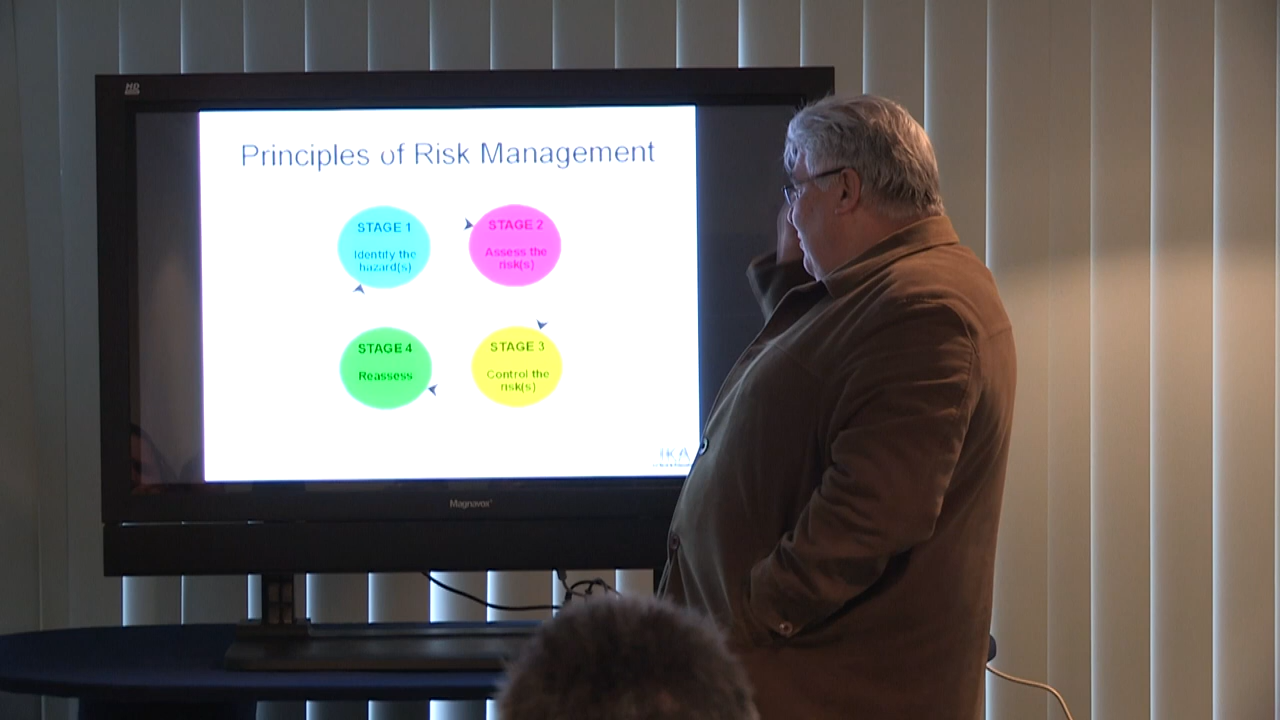 HD
Principles of Risk Management
STAGE 1
Identify the
hazard(s)
STAGE 2
Assess the
risk(s)
STAGE 4
Reassess
STAGE 3
Control the
risk(s)
Magnavox